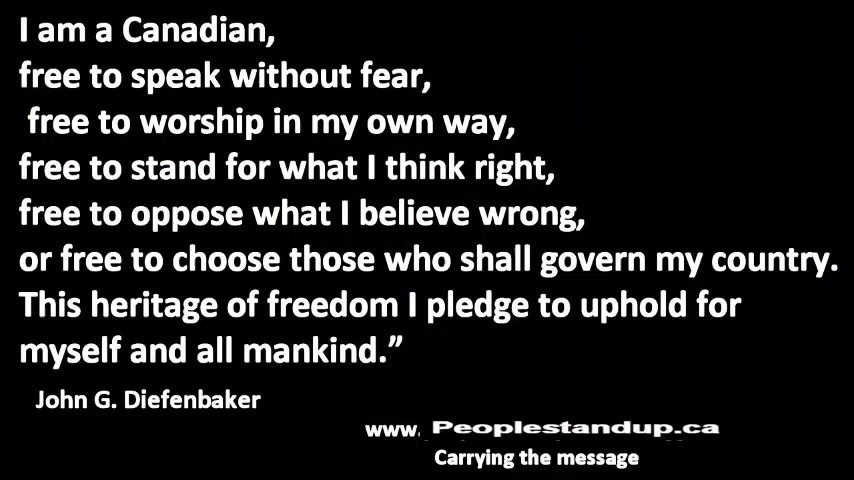 I am a Canadian,
free to speak without fear,
free to worship in my own way,
free to stand for what I think right,
free to oppose what I believe wrong,
or free to choose those who shall govern my country.
This heritage of freedom I pledge to uphold for
myself and all mankind.”
John G. Diefenbaker
www. Peoplestandup.ca
Carrying the message